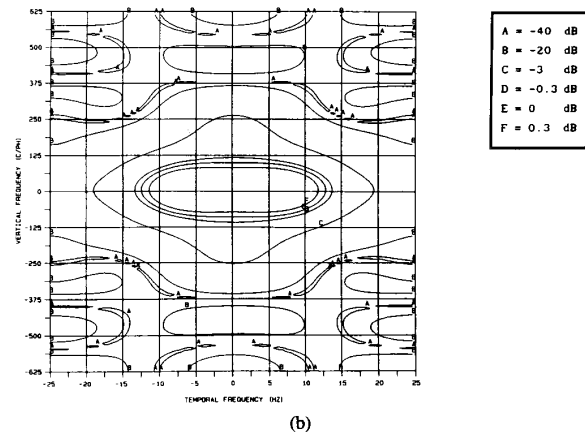 A = -40 dB
B = -20 dB
C = -3 dB
D = -0.3 dB
E = 0 dB
F = 0.3 dB
VERTICAL FREQUENCY (C/PH)
625
500
375
250
125
0
-125
-250
-375
-500
-625
-25 -20 -15 -10 -5 0 5 10 15 20 25
TEMPORAL FREQUENCY (HZ)
(b)